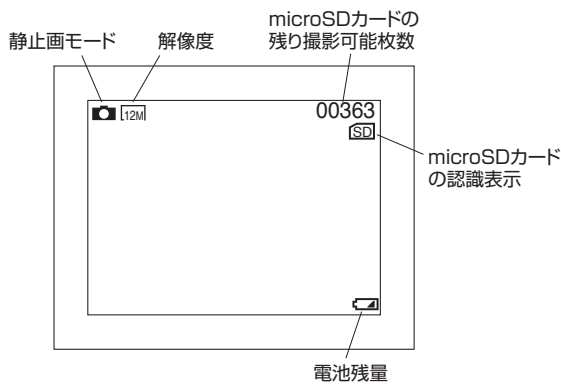 microSDカードの
残り撮影可能枚数
静止画モード
解像度
12M
00363
SD
microSDカード
の認識表示
電池残量